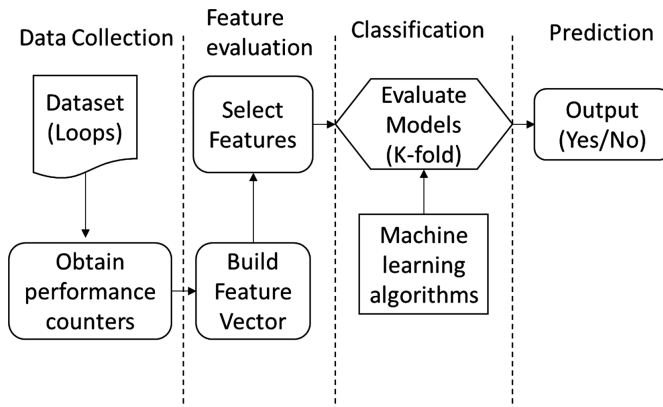 Data Collection
Feature
evaluation
Classification
Prediction
Dataset
(Loops)
Select
Features
Evaluate
Models
(K-fold)
Output
(Yes/No)
Obtain
performance
counters
Build
Feature
Vector
Machine
learning
algorithms